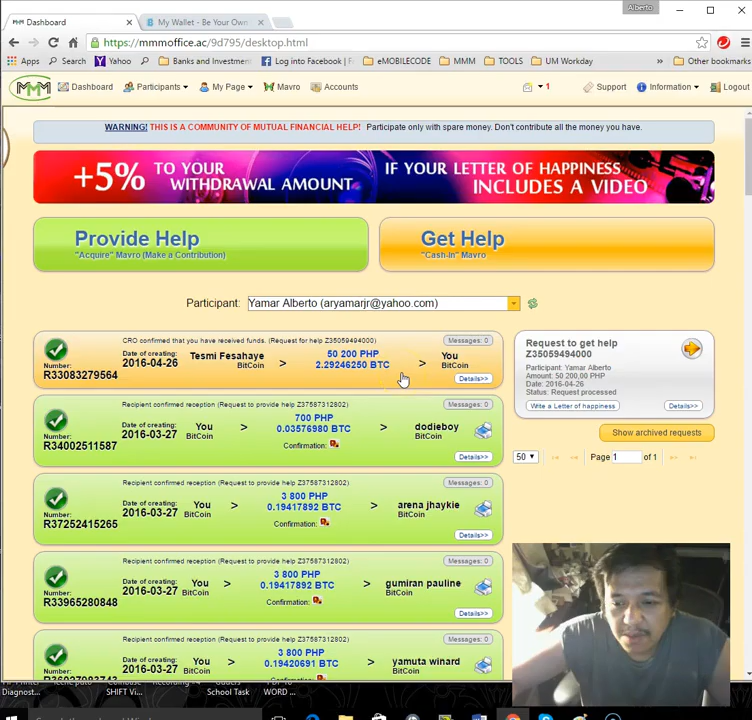 Alberto
MMM Dashboard
My Wallet - Be Your Own
https://mmmoffice.ac/9d795/desktop.html
Apps Search Yahoo Banks and Investment Log into Facebook eMOBILECODE MMM TOOLS UM Workday » Other bookmarks
MMM Dashboard Participants My Page Mavro Accounts 1 Support Information Logout
WARNING! THIS IS A COMMUNITY OF MUTUAL FINANCIAL HELP! Participate only with spare money. Don't contribute all the money you have.
+5% TO YOUR WITHDRAWAL AMOUNT IF YOUR LETTER OF HAPPINESS INCLUDES A VIDEO
Provide Help
"Acquire" Mavro (Make a Contribution)
Get Help
"Cash-in" Mavro
Participant: Yamar Alberto (aryamarjr@yahoo.com)
CRO confirmed that you have received funds. (Request for help Z35059494000) Messages: 0
Number:
R33083279564
Date of creating:
2016-04-26
Tesmi Fesahaye
BitCoin
>
50 200 PHP
2.29246250 BTC
>
You
BitCoin
Details>>
Recipient confirmed reception (Request to provide help Z37587312802) Messages: 0
Number:
R34002511587
Date of creating:
2016-03-27
You
BitCoin
>
700 PHP
0.03576980 BTC
Confirmation:
>
dodieboy
BitCoin
Details>>
Recipient confirmed reception (Request to provide help Z37587312802) Messages: 0
Number:
R37252415265
Date of creating:
2016-03-27
You
BitCoin
>
3 800 PHP
0.19417892 BTC
Confirmation:
>
arena jhaykie
BitCoin
Details>>
Recipient confirmed reception (Request to provide help Z37587312802) Messages: 0
Number:
R33965280848
Date of creating:
2016-03-27
You
BitCoin
>
3 800 PHP
0.19417892 BTC
Confirmation:
>
gumiran pauline
BitCoin
Details>>
Recipient confirmed reception (Request to provide help Z37587312802) Messages: 0
Number:
Date of creating:
2016-03-27
You
BitCoin
>
3 800 PHP
0.19420691 BTC
Confirmation:
>
yamuta winard
BitCoin
Request to get help
Z35059494000
Participant: Yamar Alberto
Amount: 50 200,00 PHP
Date: 2016-04-26
Status: Request processed
Write a Letter of happiness Details>>
Show archived requests
50 Page 1 of 1
Diagnost...
SHIFT Vi...
School Task
WORD ...